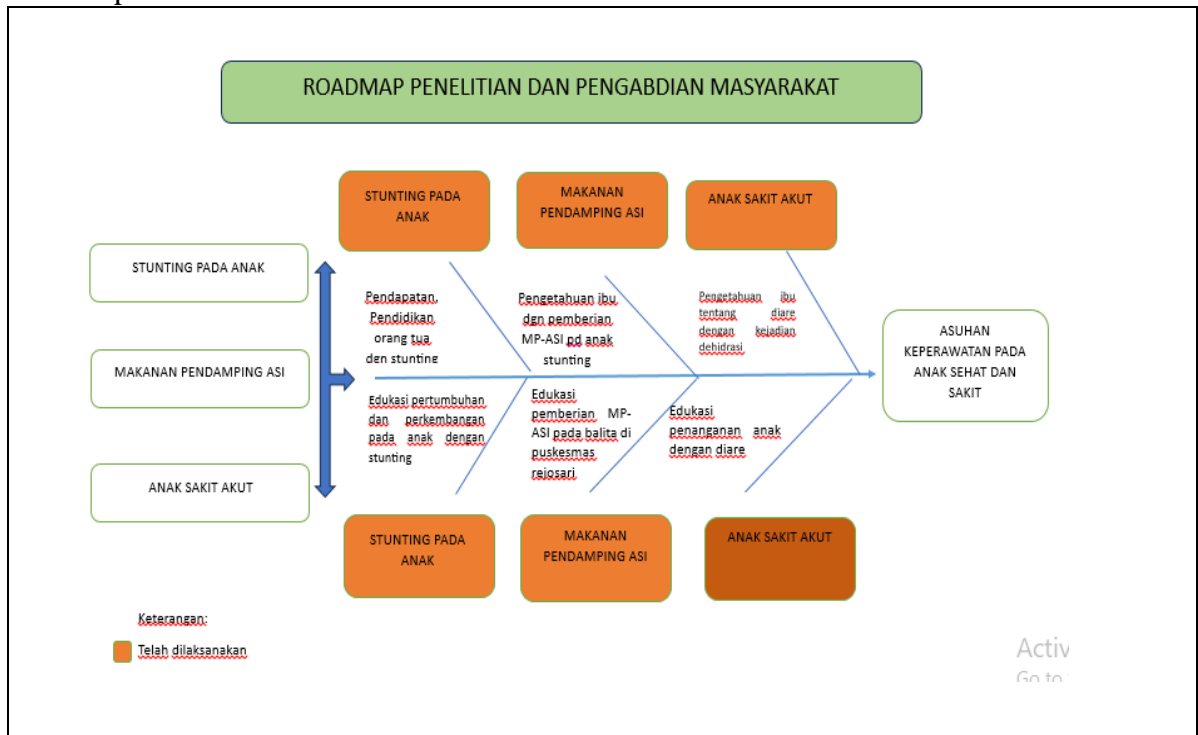 ROADMAP PENELITIAN DAN PENGABDIAN MASYARAKAT
STUNTING PADA
ANAK
MAKANAN
PENDAMPING ASI
ANAK SAKIT AKUT
STUNTING PADA ANAK
MAKANAN PENDAMPING ASI
ANAK SAKIT AKUT
Pendapatan,
Pendidikan
orang tua,
dgn stunting
Pengetahuan ibu
dgn pemberian
MP-ASI pd anak
stunting
Pengetahuan ibu
tentang diare
dengan kejadian
dehidrasi
ASUHAN
KEPERAWATAN PADA
ANAK SEHAT DAN
SAKIT
Edukasi pertumbuhan
dan perkembangan
pada anak dengan
stunting
Edukasi
pemberian MP-
ASI pada balita di
puskesmas
rejosari
Edukasi
penanganan anak
dengan diare
STUNTING PADA
ANAK
MAKANAN
PENDAMPING ASI
ANAK SAKIT AKUT
Keterangan:
Telah dilaksanakan
Activ
Go to